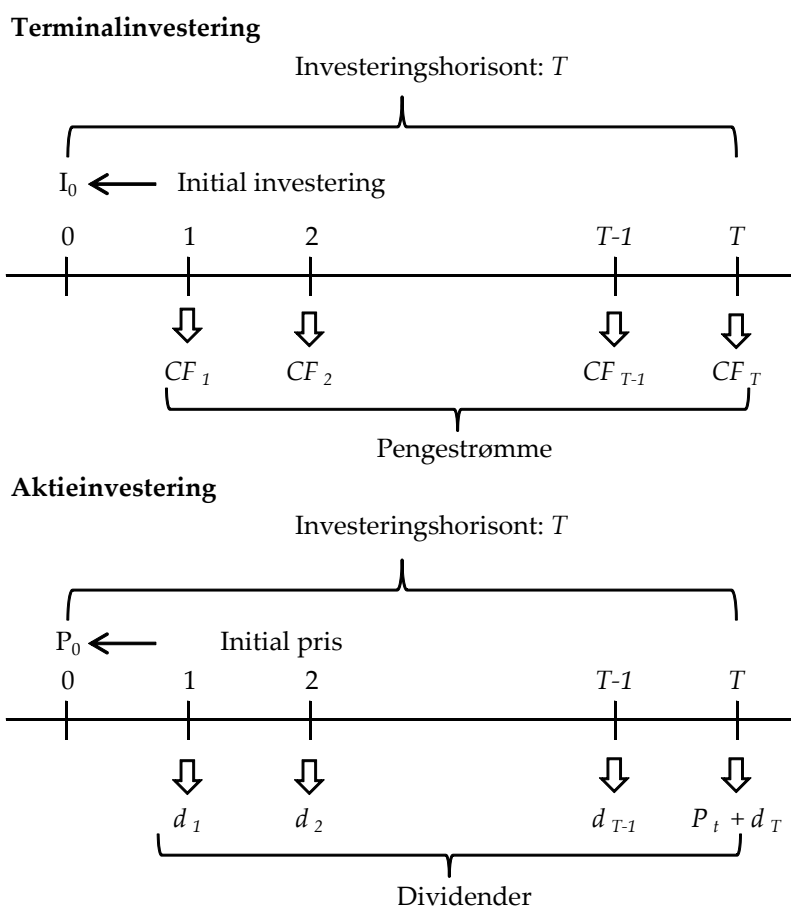 Terminalinvestering
Investeringshorisont: T
I₀ Initial investering
0 1 2 T-1 T
CF ₁ CF ₂ CF T-1 CF T
Pengestrømme
Aktieinvestering
Investeringshorisont: T
P₀ Initial pris
0 1 2 T-1 T
d ₁ d ₂ d T-1 P t + d T
Dividender